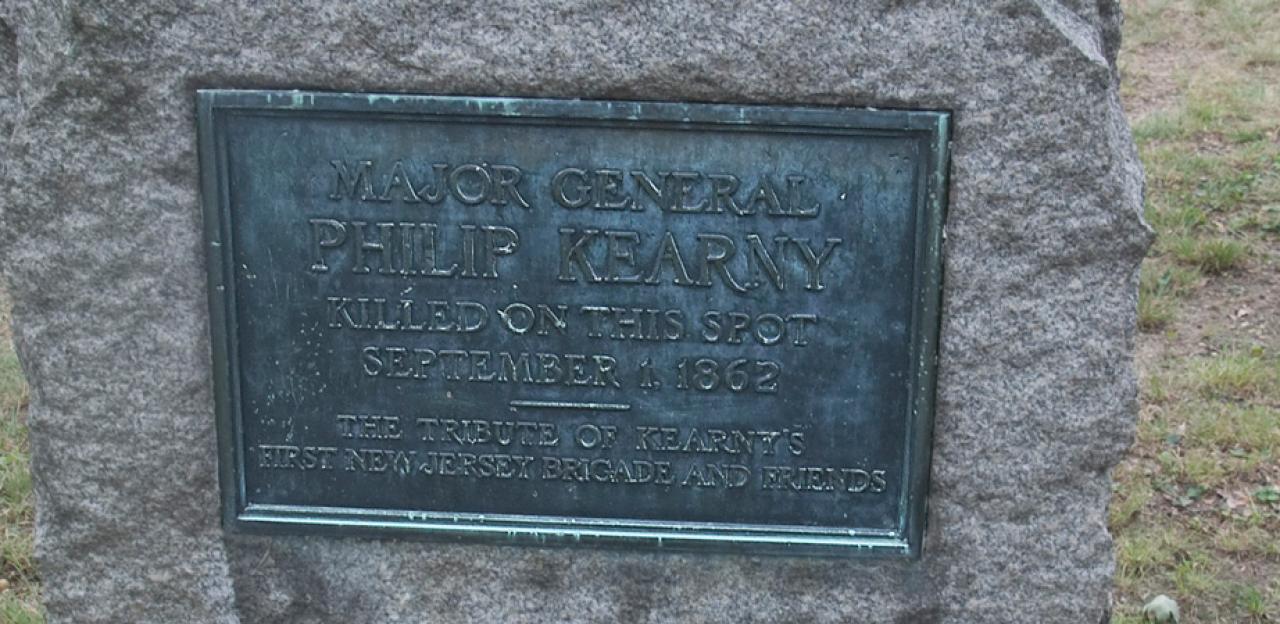 MAJOR GENERAL
PHILIP KEARNY
KILLED ON THIS SPOT
SEPTEMBER 1, 1862
THE TRIBUTE OF KEARNY'S
FIRST NEW JERSEY BRIGADE AND FRIENDS